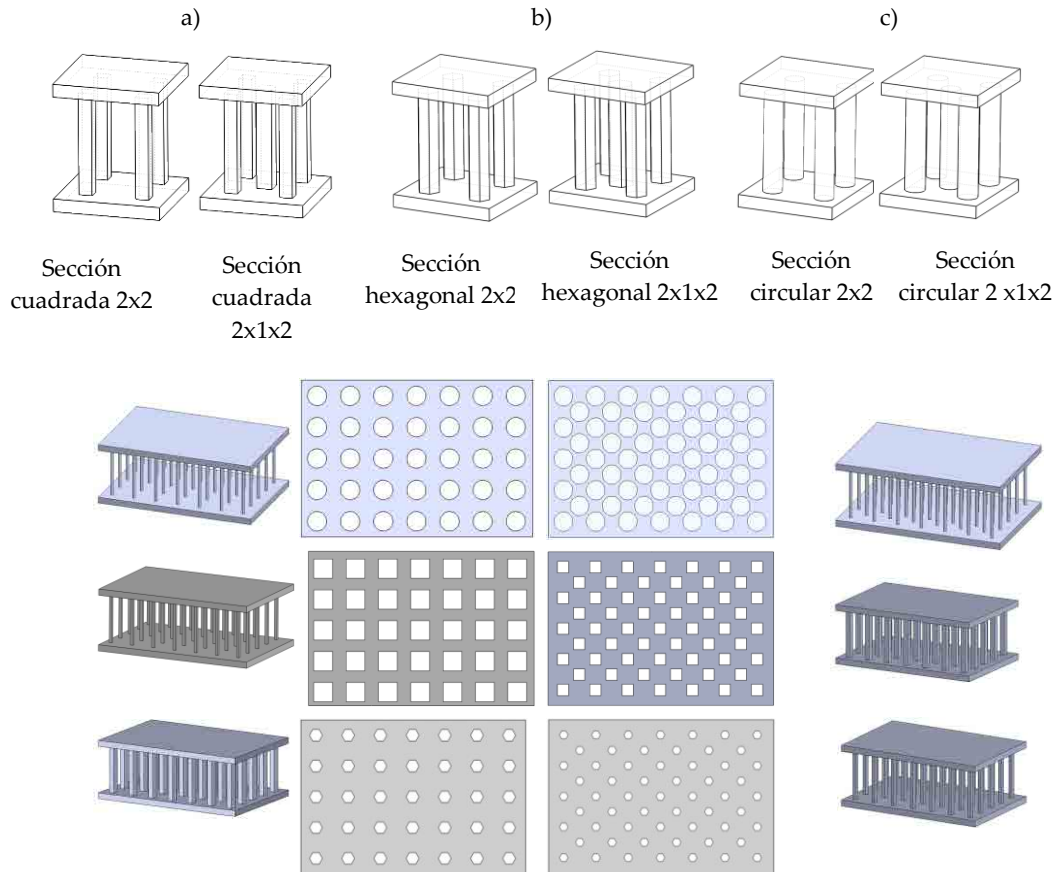 a)
b)
c)
Sección
cuadrada 2x2
Sección
cuadrada
2x1x2
Sección
hexagonal 2x2
Sección
hexagonal 2x1x2
Sección
circular 2x2
Sección
circular 2 x1x2